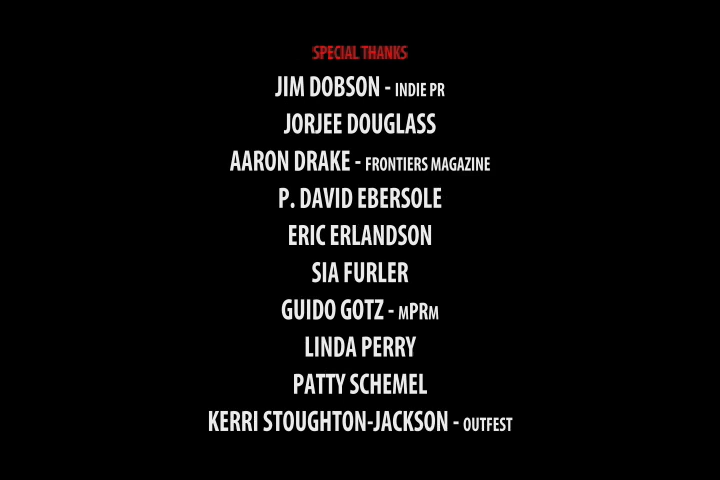 SPECIAL THANKS
JIM DOBSON - INDIE PR
JORJEE DOUGLASS
AARON DRAKE - FRONTIERS MAGAZINE
P. DAVID EBERSOLE
ERIC ERLANDSON
SIA FURLER
GUIDO GOTZ - mPRm
LINDA PERRY
PATTY SCHEMEL
KERRI STOUGHTON-JACKSON - OUTFEST